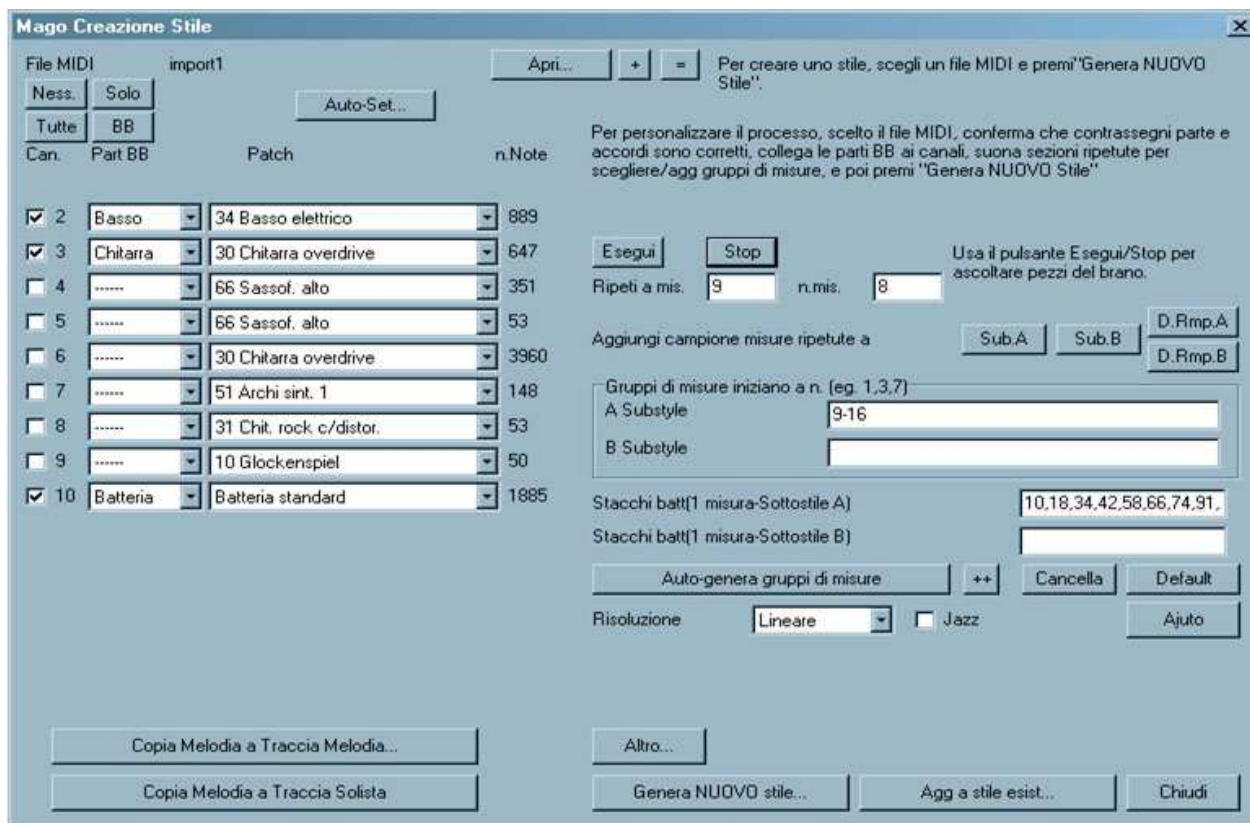 Mago Creazione Stile
File MIDI import1 Apri... + = Per creare uno stile, scegli un file MIDI e premi"Genera NUOVO
Stile".
Ness. Solo
Auto-Set...
Tutte BB
Per personalizzare il processo, scelto il file MIDI, conferma che contrassegni parte e
accordi sono corretti, collega le parti BB ai canali, suona sezioni ripetute per
scegliere/agg gruppi di misure, e poi premi "Genera NUOVO Stile"
Can. Part BB Patch n.Note
2 Basso 34 Basso elettrico 889
3 Chitarra 30 Chitarra overdrive 647
4 ------ 66 Sassof. alto 351
5 ------ 66 Sassof. alto 53
6 ------ 30 Chitarra overdrive 3960
7 ------ 51 Archi sint. 1 148
8 ------ 31 Chit. rock c/distor. 53
9 ------ 10 Glockenspiel 50
10 Batteria Batteria standard 1885
Esegui Stop Usa il pulsante Esegui/Stop per
ascoltare pezzi del brano.
Ripeti a mis. 9 n.mis. 8
Aggiungi campione misure ripetute a Sub.A Sub.B D.Rmp.A
D.Rmp.B
Gruppi di misure iniziano a n. (eg. 1,3,7)
A Substyle 9-16
B Substyle
Stacchi batt(1 misura-Sottostile A) 10,18,34,42,58,66,74,91,
Stacchi batt(1 misura-Sottostile B)
Auto-genera gruppi di misure ++ Cancella Default
Risoluzione Lineare Jazz Ajuto
Copia Melodia a Traccia Melodia... Altro...
Copia Melodia a Traccia Solista Genera NUOVO stile... Agg a stile esist... Chiudi